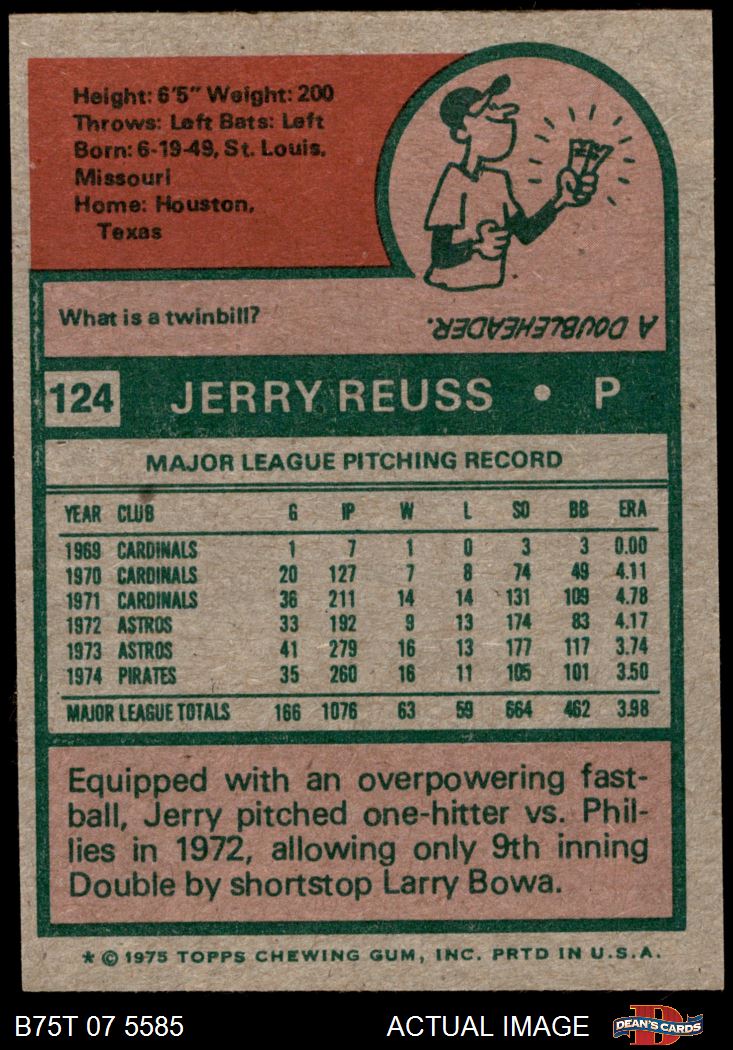 Height: 6'5" Weight: 200
Throws: Left Bats: Left
Born: 6-19-49, St. Louis,
Missouri
Home: Houston,
Texas
What is a twinbill?
A DOUBLEHEADER.
124 JERRY REUSS • P
MAJOR LEAGUE PITCHING RECORD
YEAR CLUB G IP W L SO BB ERA
1969 CARDINALS 1 7 1 0 3 3 0.00
1970 CARDINALS 20 127 7 8 74 49 4.11
1971 CARDINALS 36 211 14 14 131 109 4.78
1972 ASTROS 33 192 9 13 174 83 4.17
1973 ASTROS 41 279 16 13 177 117 3.74
1974 PIRATES 35 260 16 11 105 101 3.50
MAJOR LEAGUE TOTALS 166 1076 63 59 664 462 3.98
Equipped with an overpowering fast-
ball, Jerry pitched one-hitter vs. Phil-
lies in 1972, allowing only 9th inning
Double by shortstop Larry Bowa.
* © 1975 TOPPS CHEWING GUM, INC. PRTD IN U.S.A.
B75T 07 5585 ACTUAL IMAGE D DEAN'S CARDS